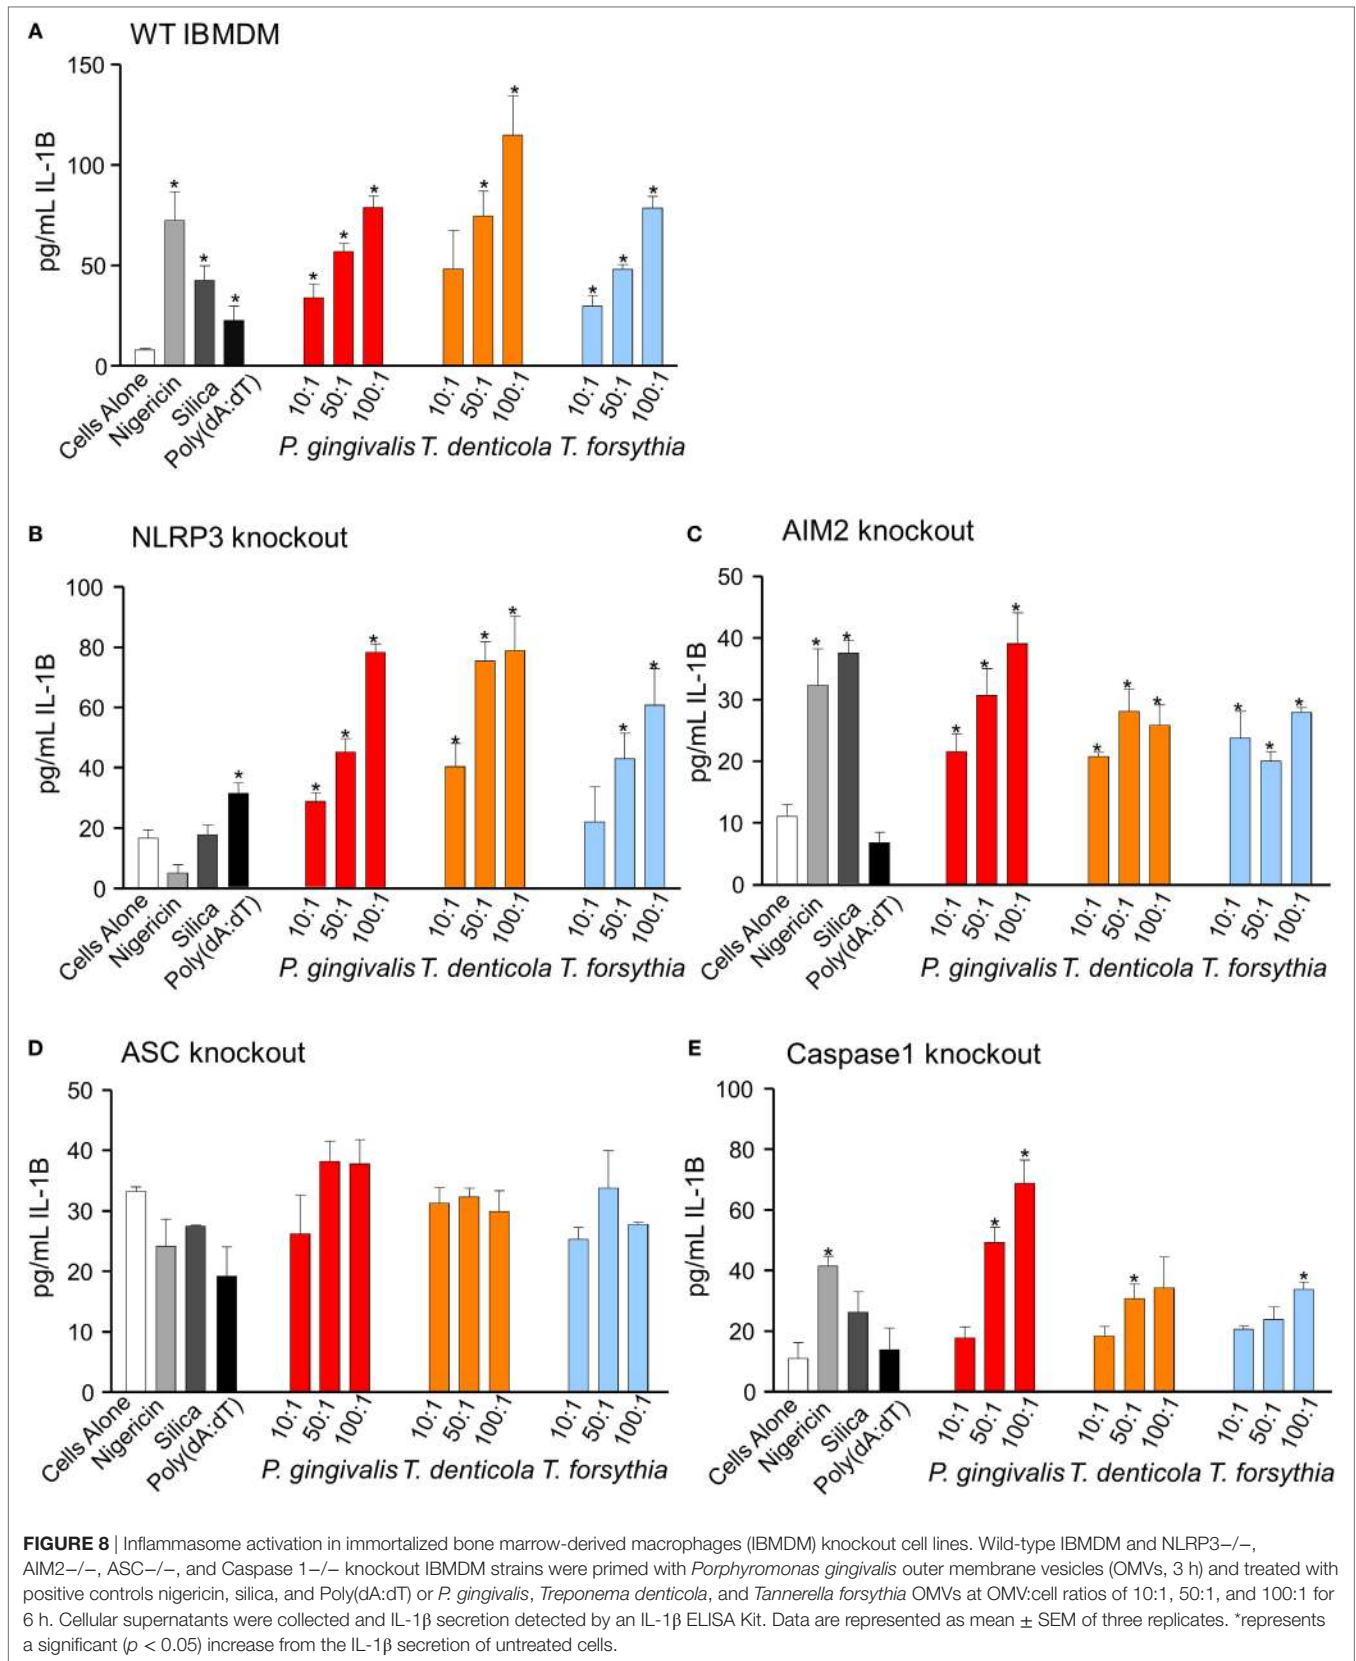 A WT IBMDM
150
100
50
0
pg/mL IL-1B
* * * * * * * * * * *
Cells Alone Nigericin Silica Poly(dA:dT) 10:1 50:1 100:1 10:1 50:1 100:1 10:1 50:1 100:1
P. gingivalis T. denticola T. forsythia
B NLRP3 knockout
100
80
60
40
20
0
pg/mL IL-1B
* * * * * * * * *
Cells Alone Nigericin Silica Poly(dA:dT) 10:1 50:1 100:1 10:1 50:1 100:1 10:1 50:1 100:1
P. gingivalis T. denticola T. forsythia
C AIM2 knockout
50
40
30
20
10
0
pg/mL IL-1B
* * * * * * * * * * *
Cells Alone Nigericin Silica Poly(dA:dT) 10:1 50:1 100:1 10:1 50:1 100:1 10:1 50:1 100:1
P. gingivalis T. denticola T. forsythia
D ASC knockout
50
40
30
20
10
0
pg/mL IL-1B
Cells Alone Nigericin Silica Poly(dA:dT) 10:1 50:1 100:1 10:1 50:1 100:1 10:1 50:1 100:1
P. gingivalis T. denticola T. forsythia
E Caspase1 knockout
100
80
60
40
20
0
pg/mL IL-1B
* * * * *
Cells Alone Nigericin Silica Poly(dA:dT) 10:1 50:1 100:1 10:1 50:1 100:1 10:1 50:1 100:1
P. gingivalis T. denticola T. forsythia
FIGURE 8 | Inflammasome activation in immortalized bone marrow-derived macrophages (IBMDM) knockout cell lines. Wild-type IBMDM and NLRP3−/−,
AIM2−/−, ASC−/−, and Caspase 1−/− knockout IBMDM strains were primed with Porphyromonas gingivalis outer membrane vesicles (OMVs, 3 h) and treated with
positive controls nigericin, silica, and Poly(dA:dT) or P. gingivalis, Treponema denticola, and Tannerella forsythia OMVs at OMV:cell ratios of 10:1, 50:1, and 100:1 for
6 h. Cellular supernatants were collected and IL-1β secretion detected by an IL-1β ELISA Kit. Data are represented as mean ± SEM of three replicates. *represents
a significant (p < 0.05) increase from the IL-1β secretion of untreated cells.